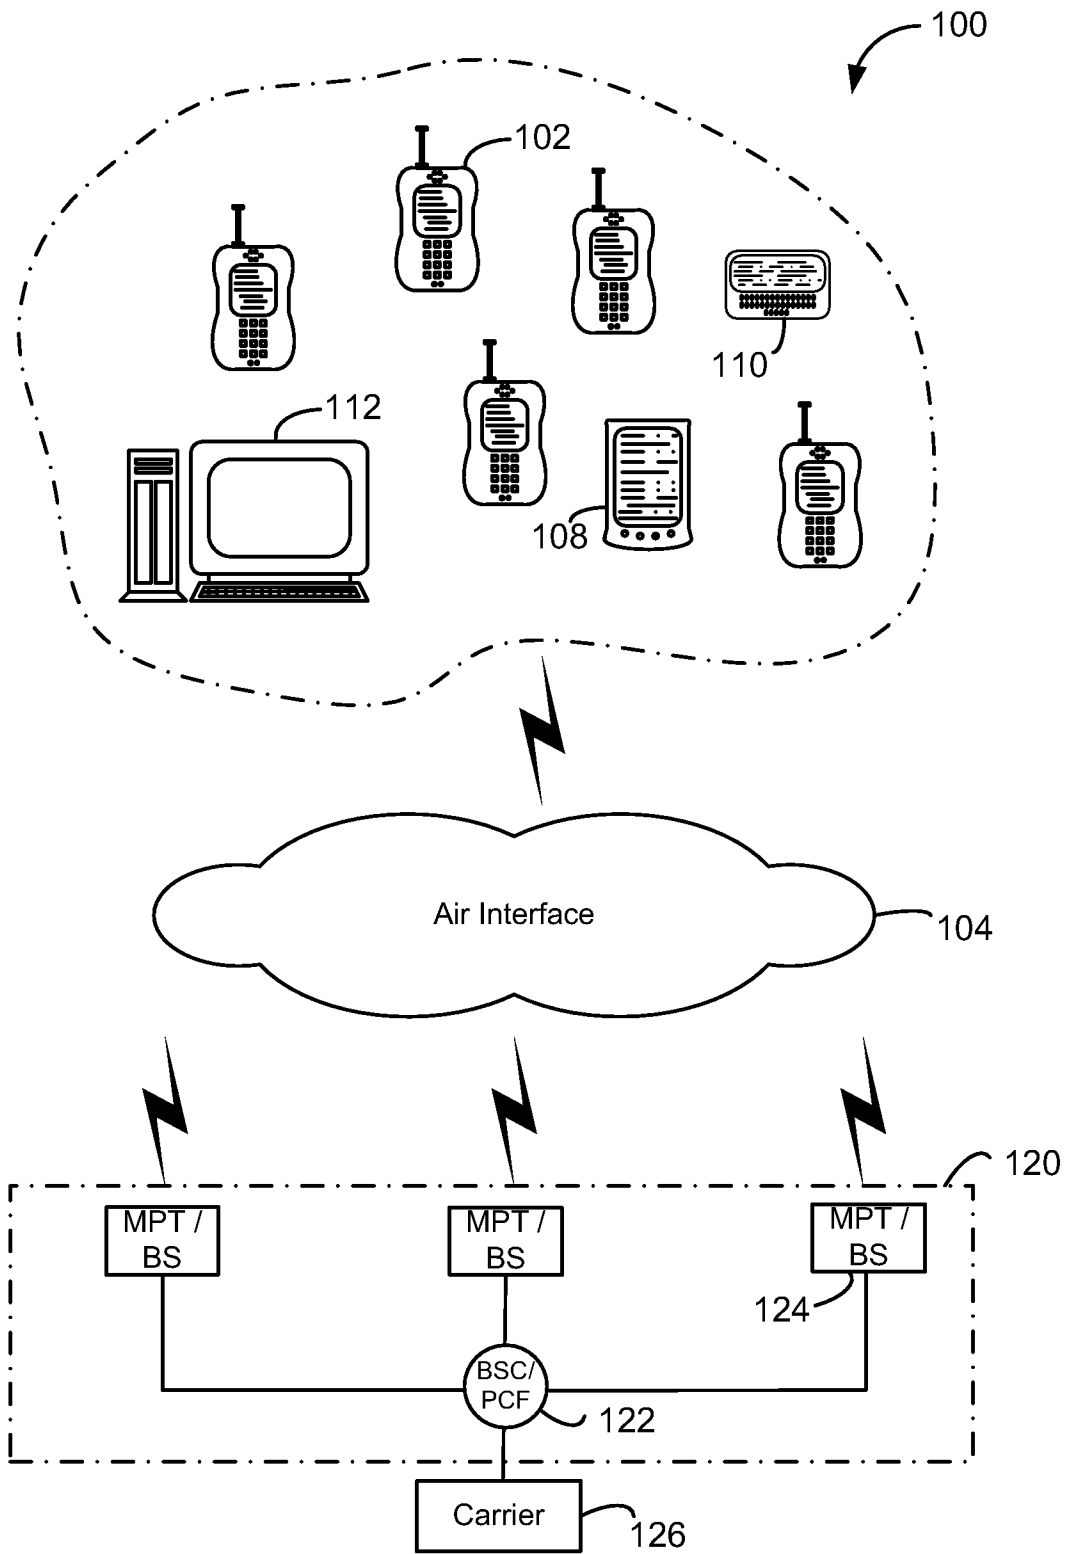 100
102
110
112
108
Air Interface
104
120
MPT /
BS
MPT /
BS
MPT /
BS
124
BSC/
PCF
122
Carrier
126